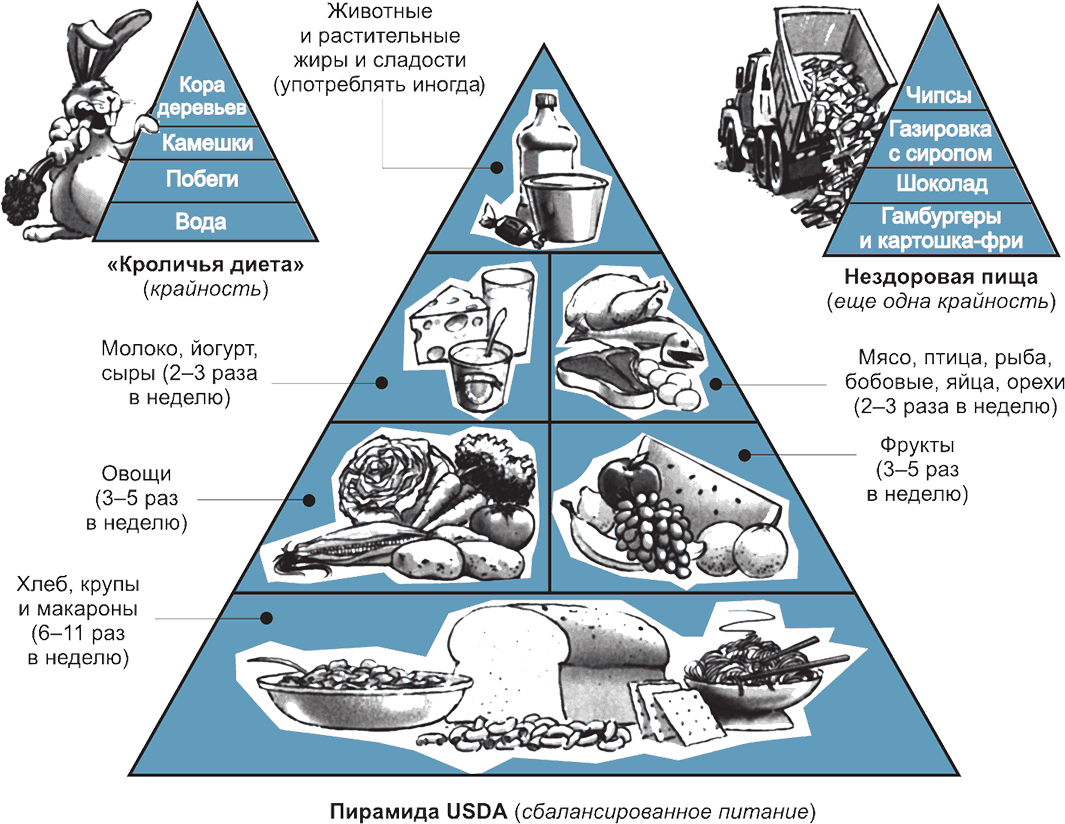 Животные
и растительные
жиры и сладости
(употреблять иногда)
Кора
деревьев
Камешки
Побеги
Вода
«Кроличья диета»
(крайность)
Чипсы
Газировка
с сиропом
Шоколад
Гамбургеры
и картошка-фри
Нездоровая пища
(еще одна крайность)
Молоко, йогурт,
сыры (2–3 раза
в неделю)
Мясо, птица, рыба,
бобовые, яйца, орехи
(2–3 раза в неделю)
Овощи
(3–5 раз
в неделю)
Фрукты
(3–5 раз
в неделю)
Хлеб, крупы
и макароны
(6–11 раз
в неделю)
Пирамида USDA (сбалансированное питание)